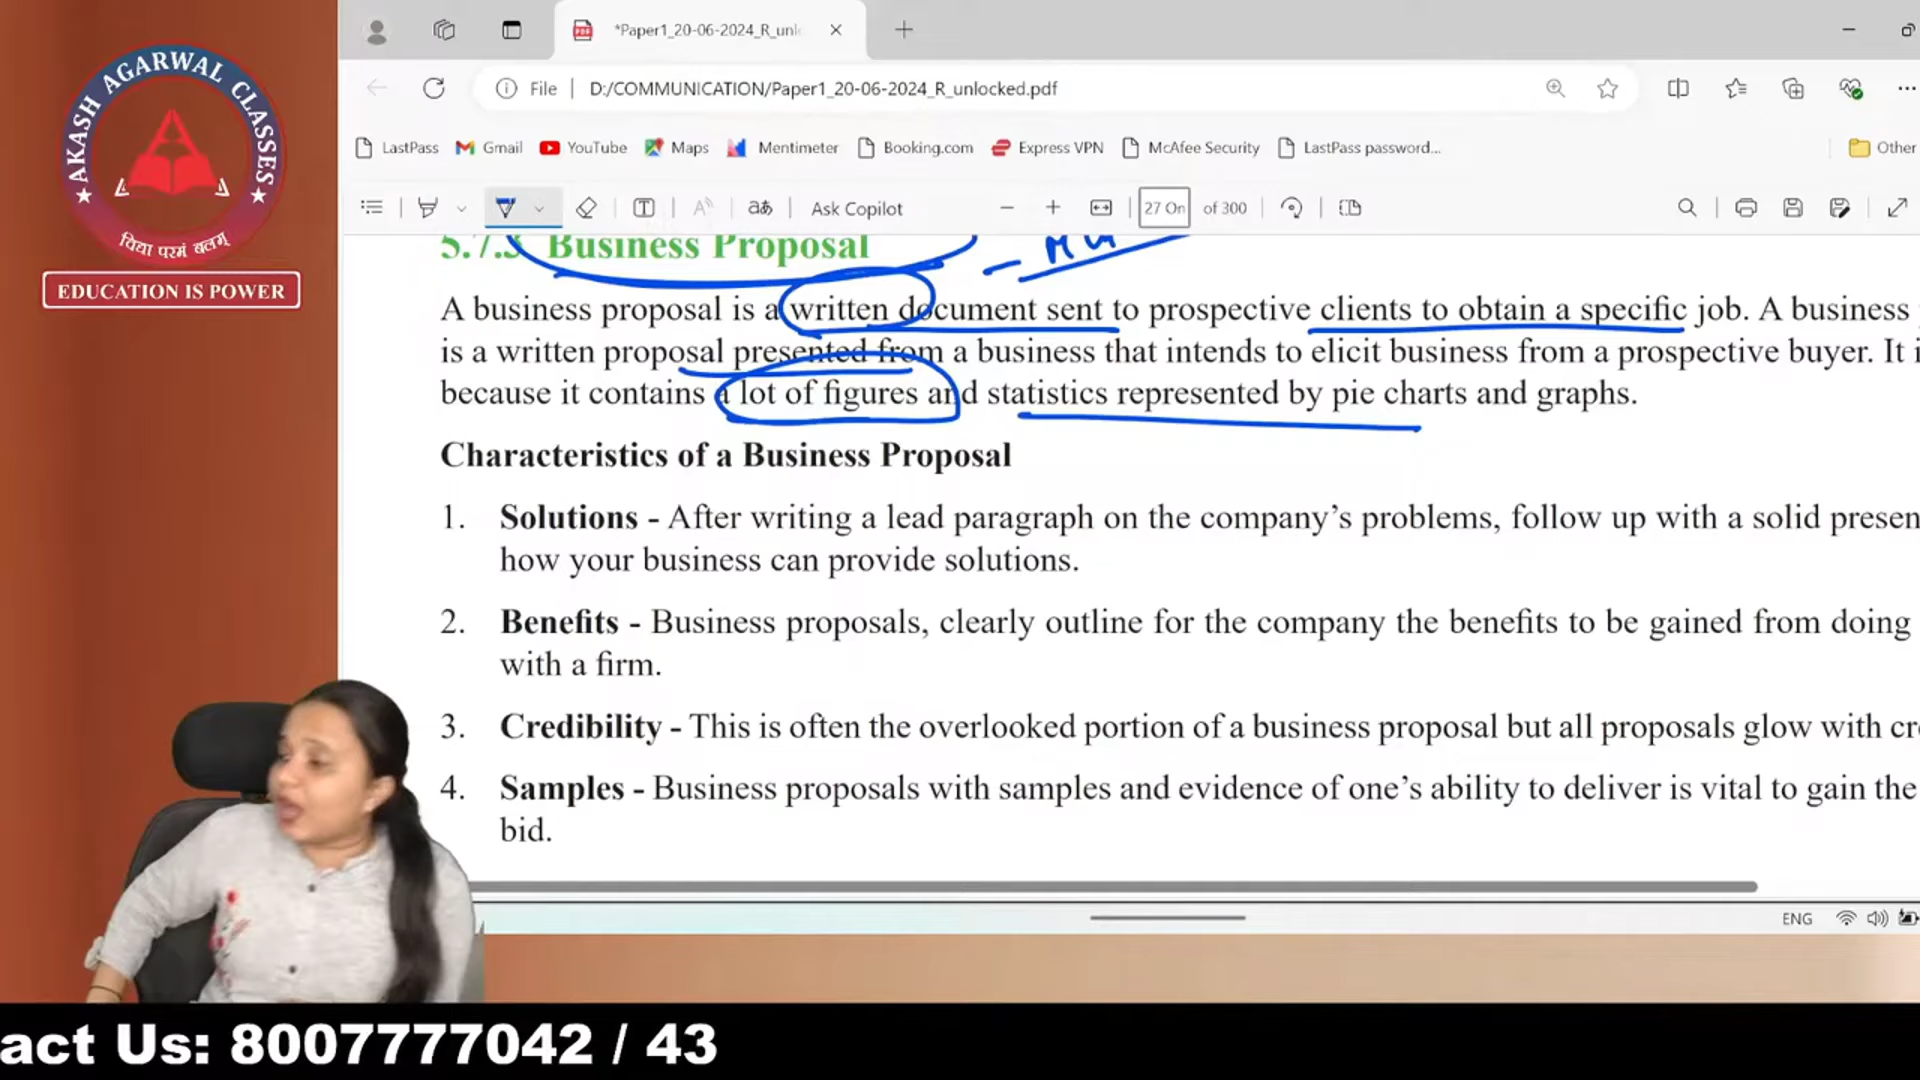 *Paper1_20-06-2024_R_unl
File D:/COMMUNICATION/Paper1_20-06-2024_R_unlocked.pdf
LastPass Gmail YouTube Maps Mentimeter Booking.com Express VPN McAfee Security LastPass password... Other
Ask Copilot 27 On of 300
AKASH AGARWAL CLASSES
विद्या परमं बलम्
EDUCATION IS POWER
5.7.3 Business Proposal
A business proposal is a written document sent to prospective clients to obtain a specific job. A business
is a written proposal presented from a business that intends to elicit business from a prospective buyer. It i
because it contains a lot of figures and statistics represented by pie charts and graphs.
Characteristics of a Business Proposal
1. Solutions - After writing a lead paragraph on the company's problems, follow up with a solid presen
how your business can provide solutions.
2. Benefits - Business proposals, clearly outline for the company the benefits to be gained from doing
with a firm.
3. Credibility - This is often the overlooked portion of a business proposal but all proposals glow with cr
4. Samples - Business proposals with samples and evidence of one's ability to deliver is vital to gain the
bid.
ENG
act Us: 8007777042 / 43